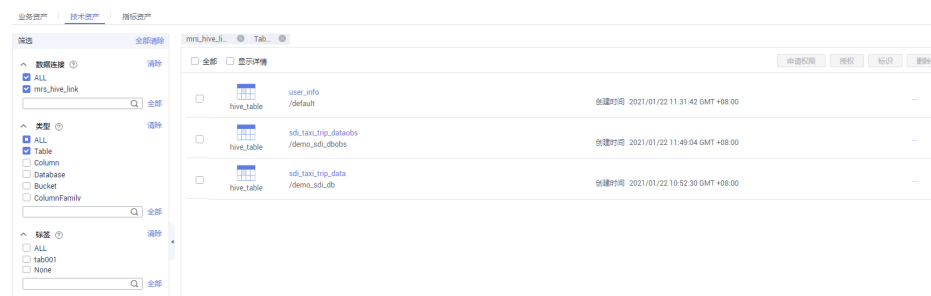 业务资产 技术资产 指标资产
筛选 全部清除
mrs_hive_li... Tab...
数据连接 清除
ALL
mrs_hive_link
全部
类型 清除
ALL
Table
Column
Database
Bucket
ColumnFamily
全部
标签 清除
ALL
tab001
None
全部
全部 显示详情 申请权限 授权 标识 删除
hive_table
user_info
/default
创建时间 2021/01/22 11:31:42 GMT +08:00
...
hive_table
sdi_taxi_trip_dataobs
/demo_sdi_dbobs
创建时间 2021/01/22 11:49:04 GMT +08:00
...
hive_table
sdi_taxi_trip_data
/demo_sdi_db
创建时间 2021/01/22 10:52:30 GMT +08:00
...